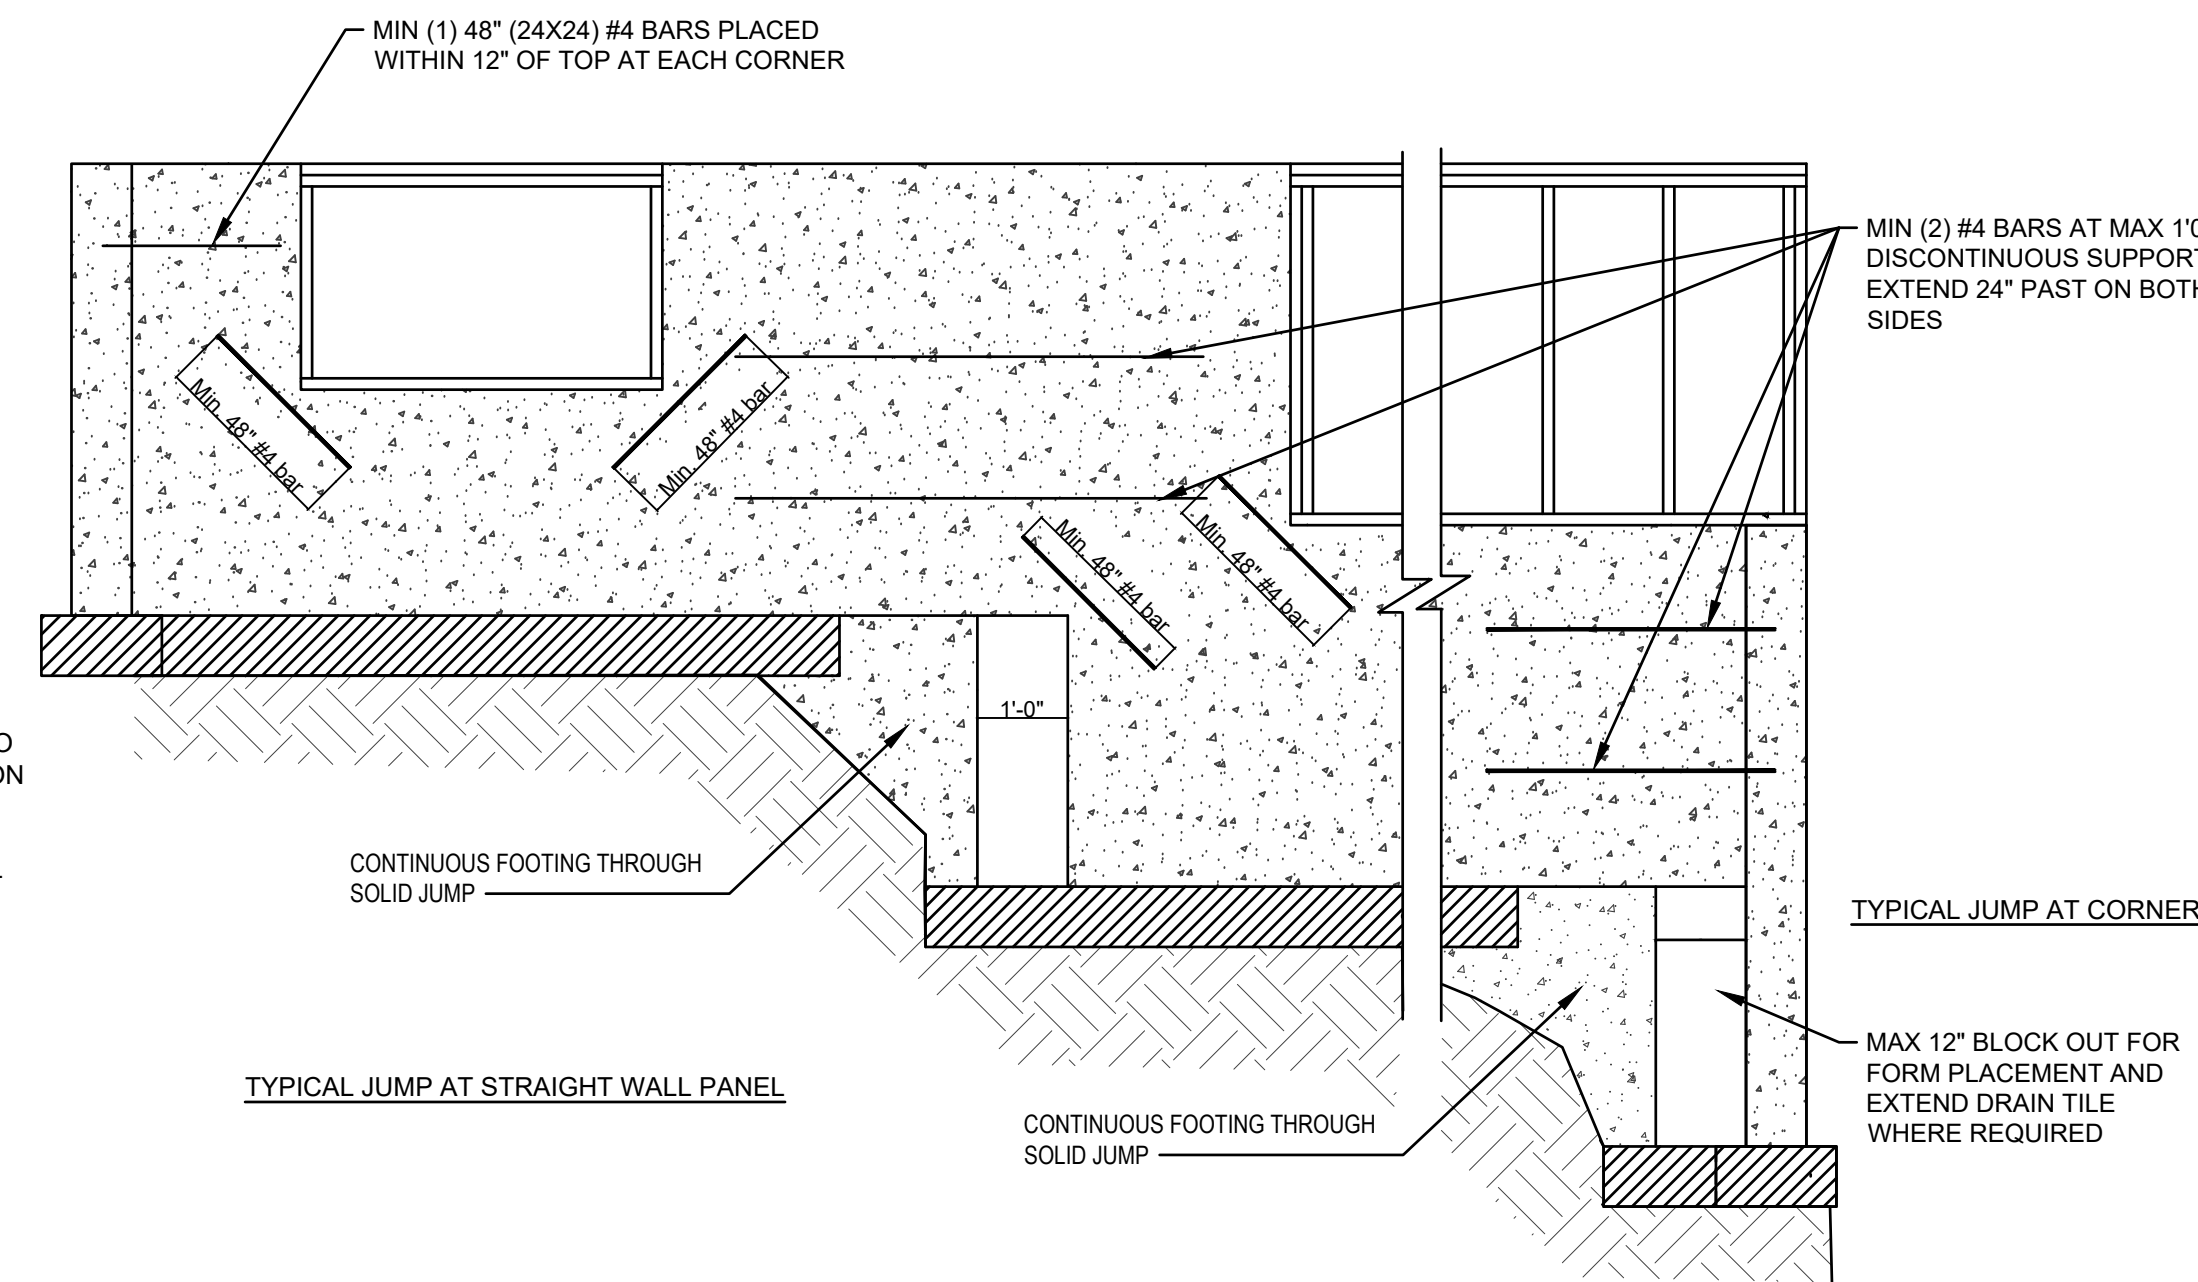 MIN (1) 48" (24X24) #4 BARS PLACED
WITHIN 12" OF TOP AT EACH CORNER
MIN (2) #4 BARS AT MAX
DISCONTINUOUS
EXTEND 24" PAST ON
SIDES
Min. 48" #4 bar
Min. 48" #4 bar
Min. 48" #4 bar
Min. 48" #4 bar
1'-0"
CONTINUOUS FOOTING THROUGH
SOLID JUMP
TYPICAL JUMP AT CORNER
TYPICAL JUMP AT STRAIGHT WALL PANEL
MAX 12" BLOCK OUT FOR
FORM PLACEMENT AND
EXTEND DRAIN TILE
WHERE REQUIRED
CONTINUOUS FOOTING THROUGH
SOLID JUMP